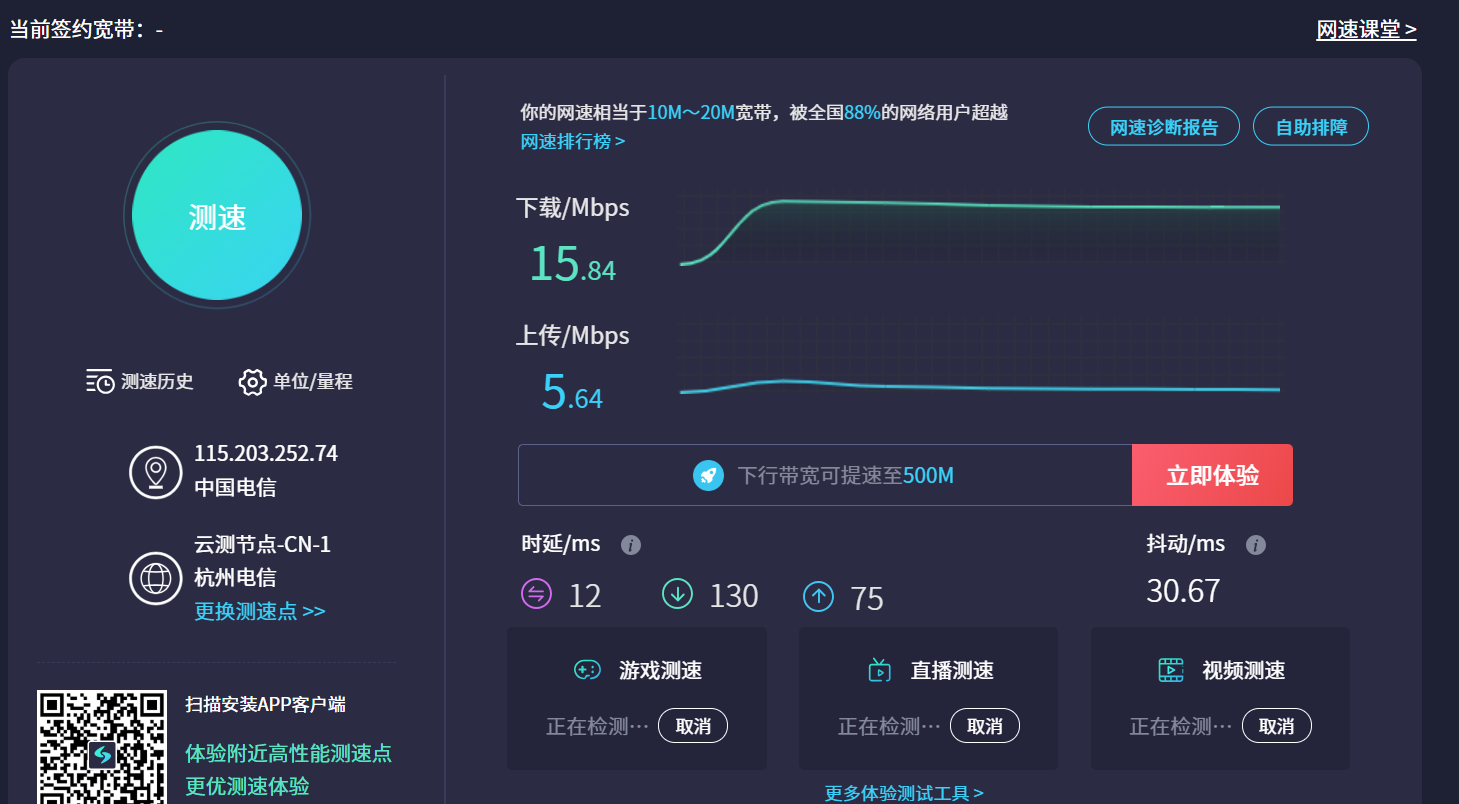 当前签约宽带：-
网速课堂 >
测速
测速历史
单位/量程
115.203.252.74
中国电信
云测节点-CN-1
杭州电信
更换测速点 >>
扫描安装APP客户端
体验附近高性能测速点
更优测速体验
你的网速相当于10M～20M宽带，被全国88%的网络用户超越
网速排行榜 >
网速诊断报告
自助排障
下载/Mbps
15.84
上传/Mbps
5.64
下行带宽可提速至500M
立即体验
时延/ms
抖动/ms
12
130
75
30.67
游戏测速
直播测速
视频测速
正在检测… 取消
正在检测… 取消
正在检测… 取消
更多体验测试工具 >